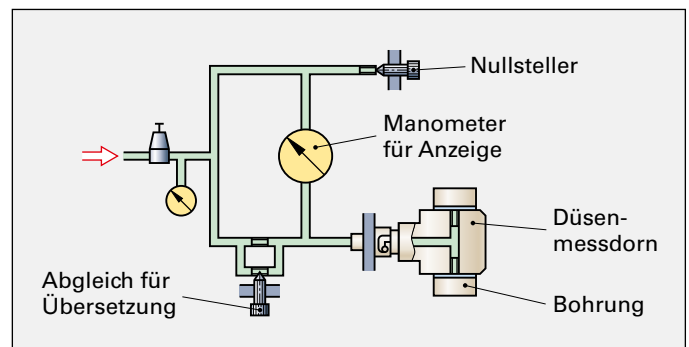 Nullsteller
Manometer
für Anzeige
Düsen-
messdorn
Abgleich für
Übersetzung
Bohrung